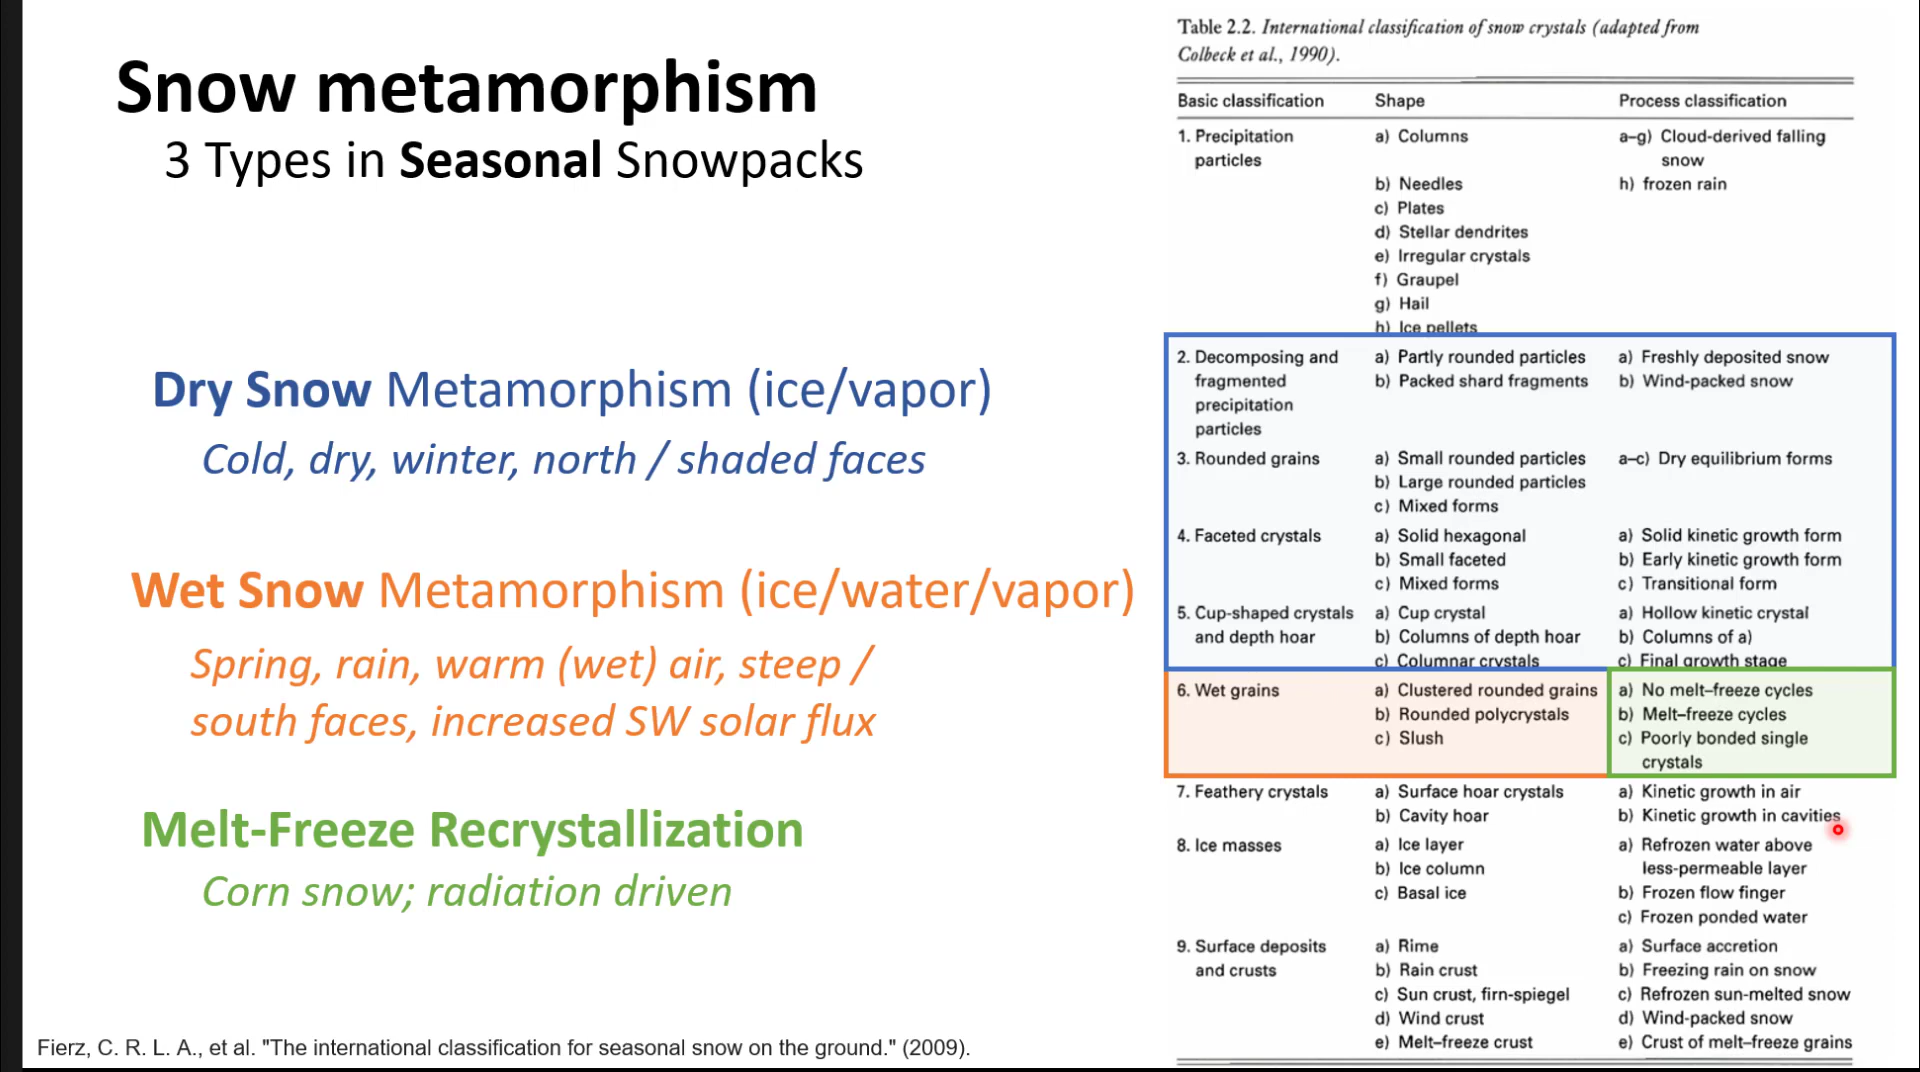 Snow metamorphism
3 Types in Seasonal Snowpacks
Dry Snow Metamorphism (ice/vapor)
Cold, dry, winter, north / shaded faces
Wet Snow Metamorphism (ice/water/vapor)
Spring, rain, warm (wet) air, steep /
south faces, increased SW solar flux
Melt-Freeze Recrystallization
Corn snow; radiation driven
Fierz, C. R. L. A., et al. "The international classification for seasonal snow on the ground." (2009).
Table 2.2. International classification of snow crystals (adapted from
Colbeck et al., 1990).
Basic classification Shape Process classification
1. Precipitation a) Columns a–g) Cloud-derived falling
particles snow
b) Needles h) frozen rain
c) Plates
d) Stellar dendrites
e) Irregular crystals
f) Graupel
g) Hail
h) Ice pellets
2. Decomposing and a) Partly rounded particles a) Freshly deposited snow
fragmented b) Packed shard fragments b) Wind-packed snow
precipitation
particles
3. Rounded grains a) Small rounded particles a–c) Dry equilibrium forms
b) Large rounded particles
c) Mixed forms
4. Faceted crystals a) Solid hexagonal a) Solid kinetic growth form
b) Small faceted b) Early kinetic growth form
c) Mixed forms c) Transitional form
5. Cup-shaped crystals a) Cup crystal a) Hollow kinetic crystal
and depth hoar b) Columns of depth hoar b) Columns of a)
c) Columnar crystals c) Final growth stage
6. Wet grains a) Clustered rounded grains a) No melt–freeze cycles
b) Rounded polycrystals b) Melt–freeze cycles
c) Slush c) Poorly bonded single
crystals
7. Feathery crystals a) Surface hoar crystals a) Kinetic growth in air
b) Cavity hoar b) Kinetic growth in cavities
8. Ice masses a) Ice layer a) Refrozen water above
b) Ice column less-permeable layer
c) Basal ice b) Frozen flow finger
c) Frozen ponded water
9. Surface deposits a) Rime a) Surface accretion
and crusts b) Rain crust b) Freezing rain on snow
c) Sun crust, firn-spiegel c) Refrozen sun-melted snow
d) Wind crust d) Wind-packed snow
e) Melt–freeze crust e) Crust of melt–freeze grains